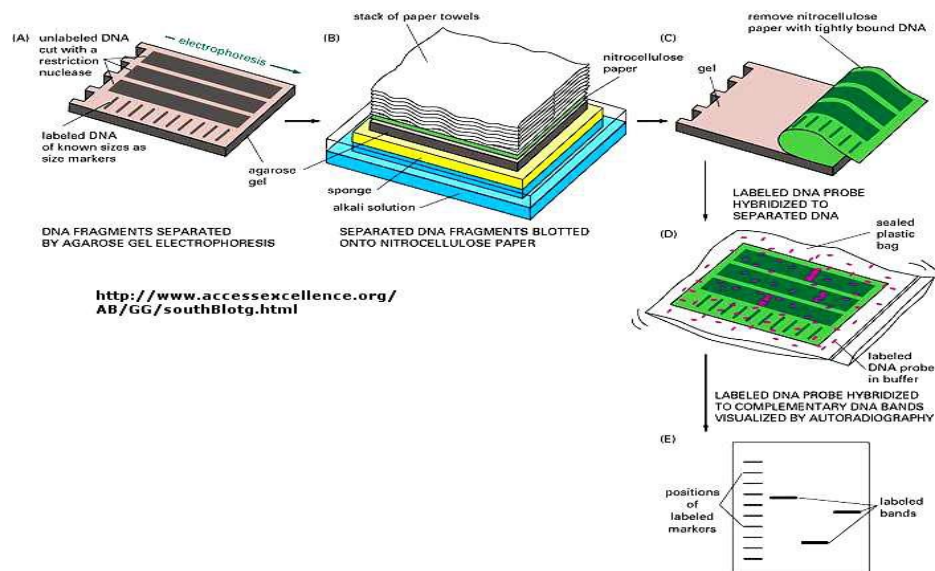 (A)
unlabeled DNA
cut with a
restriction
nuclease
electrophoresis
labeled DNA
of known sizes as
size markers
agarose
gel
DNA FRAGMENTS SEPARATED
BY AGAROSE GEL ELECTROPHORESIS
(B)
stack of paper towels
nitrocellulose
paper
sponge
alkali solution
SEPARATED DNA FRAGMENTS BLOTTED
ONTO NITROCELLULOSE PAPER
(C)
remove nitrocellulose
paper with tightly bound DNA
gel
LABELED DNA PROBE
HYBRIDIZED TO
SEPARATED DNA
(D)
sealed
plastic
bag
labeled
DNA probe
in buffer
LABELED DNA PROBE HYBRIDIZED
TO COMPLEMENTARY DNA BANDS
VISUALIZED BY AUTORADIOGRAPHY
(E)
positions
of
labeled
markers
labeled
bands
http://www.accessexcellence.org/
AB/GG/southBlotg.html